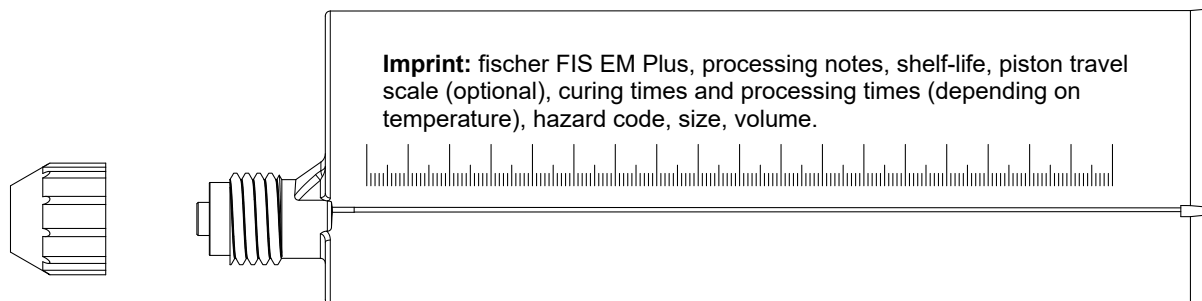 Imprint: fischer FIS EM Plus, processing notes, shelf-life, piston travel
scale (optional), curing times and processing times (depending on
temperature), hazard code, size, volume.